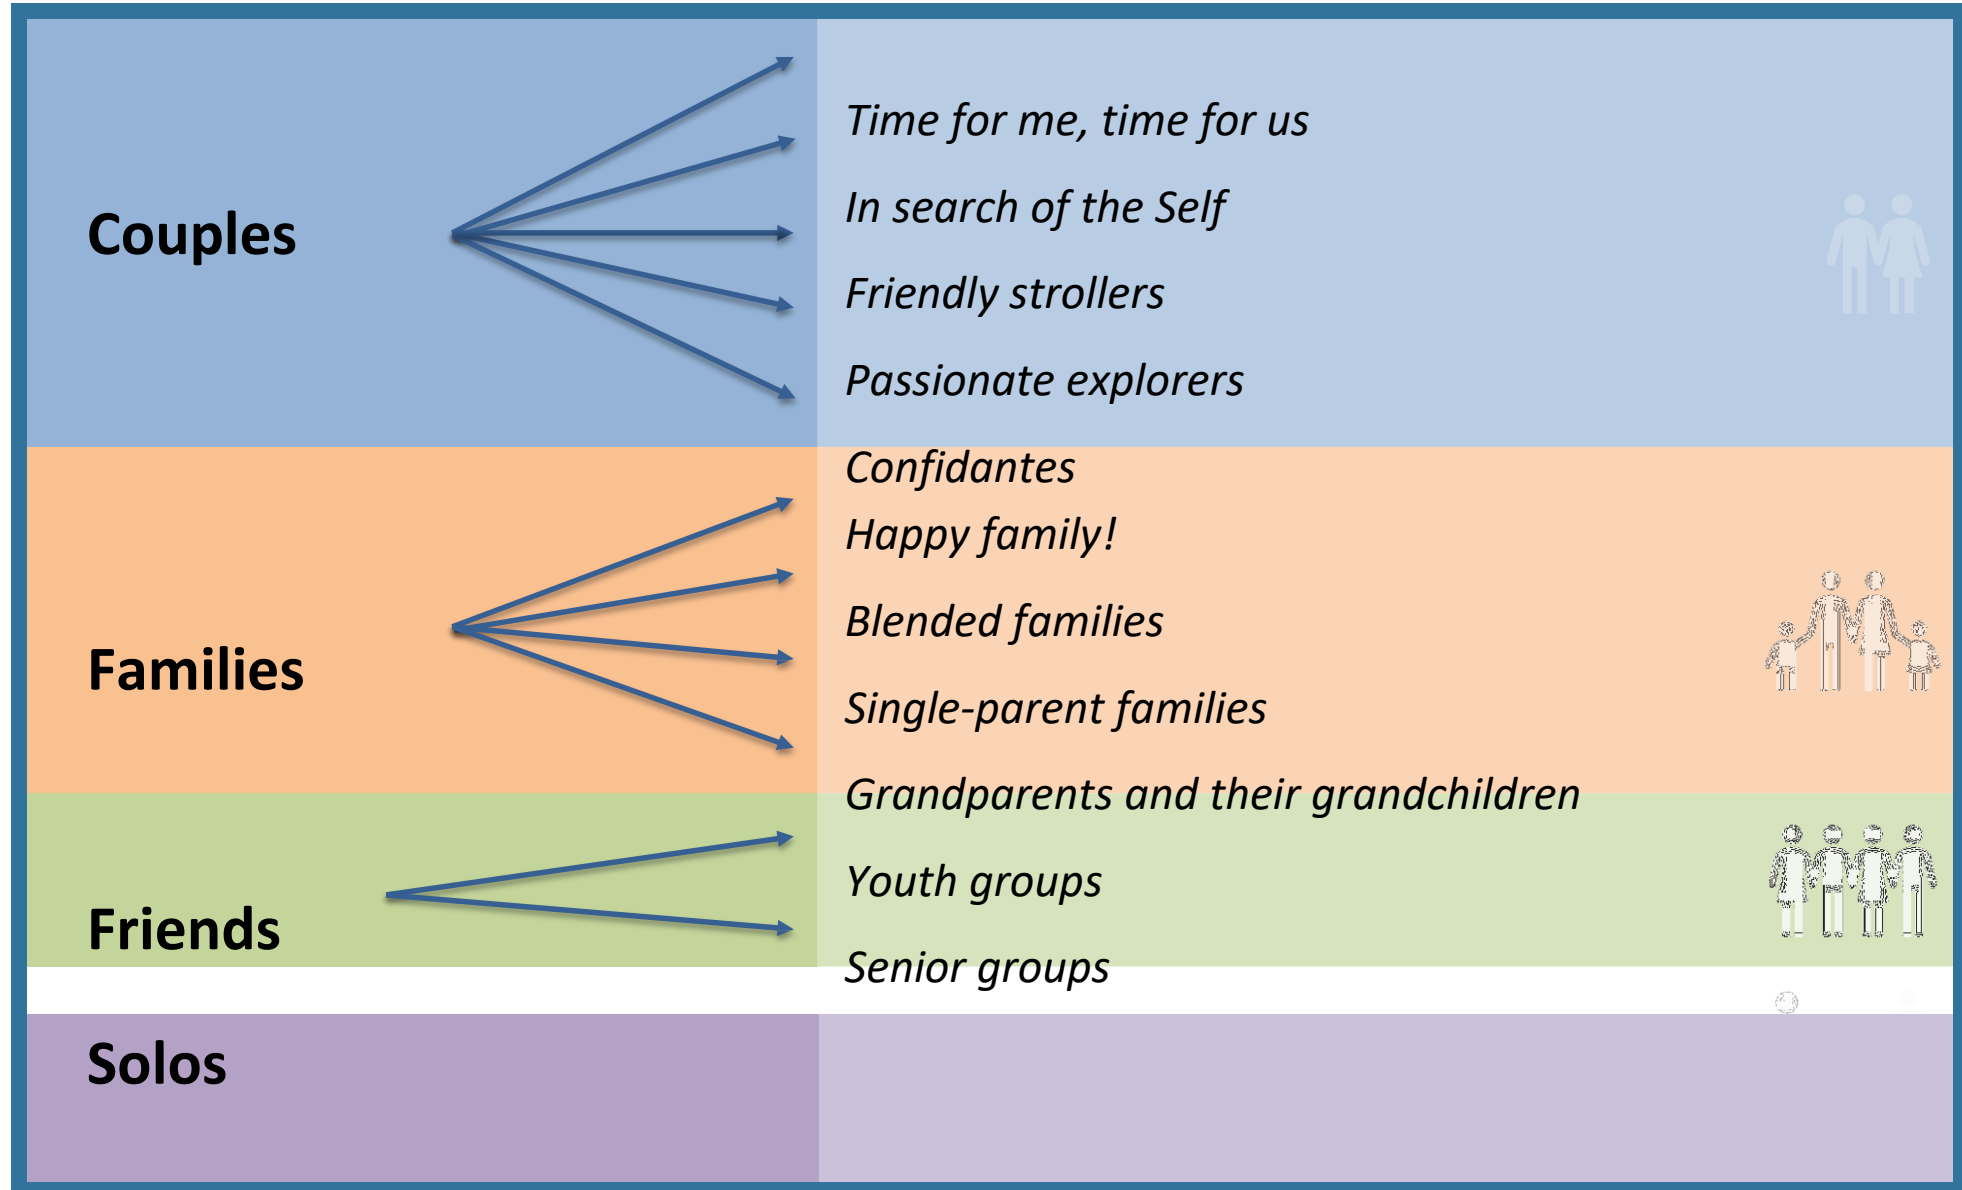 Couples
Time for me, time for us
In search of the Self
Friendly strollers
Passionate explorers
Confidantes
Families
Happy family!
Blended families
Single-parent families
Grandparents and their grandchildren
Friends
Youth groups
Senior groups
Solos